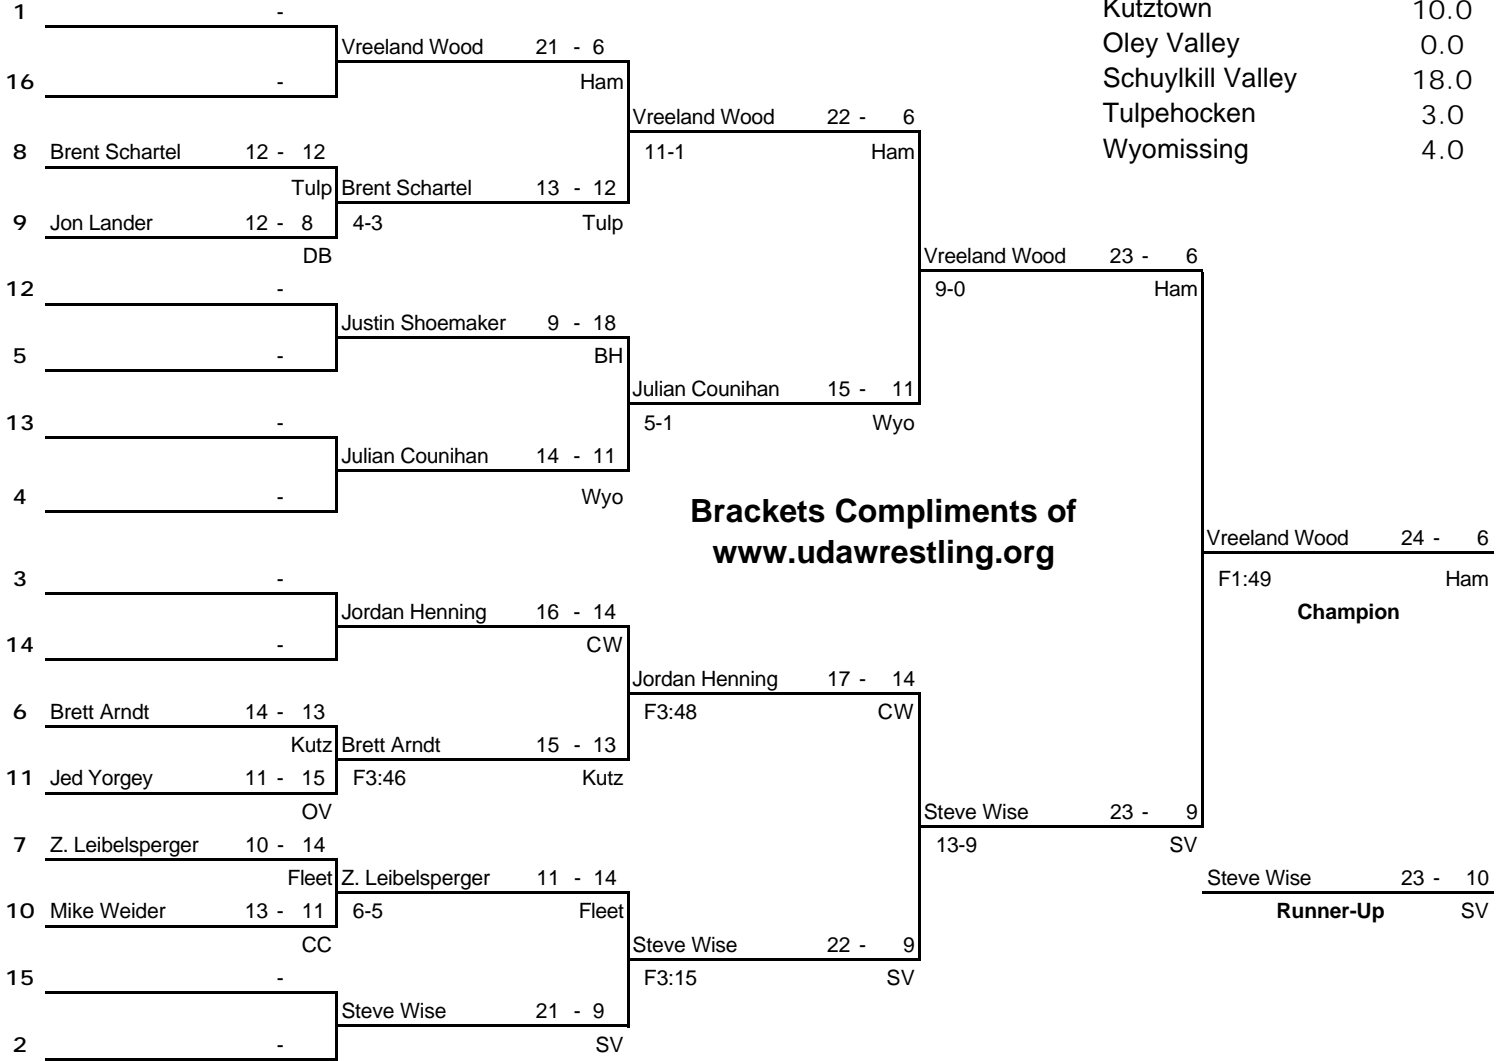 Kutztown 10.0
1 -
Vreeland Wood 21 - 6
Oley Valley 0.0
16 - Ham
Schuylkill Valley 18.0
Vreeland Wood 22 - 6
Tulpehocken 3.0
8 Brent Schartel 12 - 12
11-1 Ham
Wyomissing 4.0
Tulp Brent Schartel 13 - 12
9 Jon Lander 12 - 8 4-3 Tulp
DB
Vreeland Wood 23 - 6
12 -
9-0 Ham
Justin Shoemaker 9 - 18
5 - BH
Julian Counihan 15 - 11
13 -
5-1 Wyo
Julian Counihan 14 - 11
4 - Wyo
Brackets Compliments of
www.udawrestling.org
Vreeland Wood 24 - 6
3 -
F1:49 Ham
Jordan Henning 16 - 14
Champion
14 - CW
Jordan Henning 17 - 14
6 Brett Arndt 14 - 13
F3:48 CW
Kutz Brett Arndt 15 - 13
11 Jed Yorgey 11 - 15 F3:46 Kutz
OV
Steve Wise 23 - 9
7 Z. Leibelsperger 10 - 14
13-9 SV
Fleet Z. Leibelsperger 11 - 14
Steve Wise 23 - 10
10 Mike Weider 13 - 11 6-5 Fleet
Runner-Up SV
CC
Steve Wise 22 - 9
15 -
F3:15 SV
Steve Wise 21 - 9
2 - SV